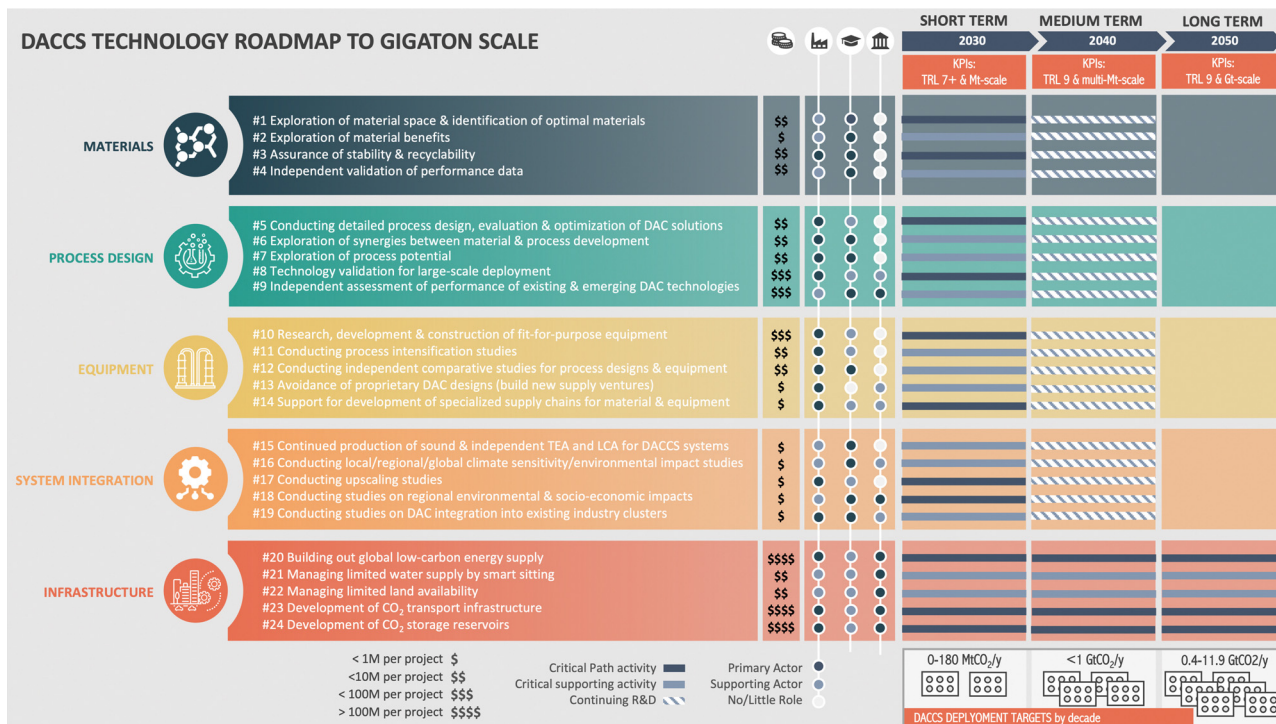 DACCS TECHNOLOGY ROADMAP TO GIGATON SCALE
SHORT TERM
MEDIUM TERM
LONG TERM
2030
2040
2050
KPIs:
TRL 7+ & Mt-scale
KPIs:
TRL 9 & multi-Mt-scale
KPIs:
TRL 9 & Gt-scale
MATERIALS
#1 Exploration of material space & identification of optimal materials $$
#2 Exploration of material benefits $
#3 Assurance of stability & recyclability $$
#4 Independent validation of performance data $$
PROCESS DESIGN
#5 Conducting detailed process design, evaluation & optimization of DAC solutions $$
#6 Exploration of synergies between material & process development $$
#7 Exploration of process potential $$
#8 Technology validation for large-scale deployment $$$
#9 Independent assessment of performance of existing & emerging DAC technologies $$$
EQUIPMENT
#10 Research, development & construction of fit-for-purpose equipment $$$
#11 Conducting process intensification studies $$
#12 Conducting independent comparative studies for process designs & equipment $$
#13 Avoidance of proprietary DAC designs (build new supply ventures) $
#14 Support for development of specialized supply chains for material & equipment $
SYSTEM INTEGRATION
#15 Continued production of sound & independent TEA and LCA for DACCS systems $
#16 Conducting local/regional/global climate sensitivity/environmental impact studies $
#17 Conducting upscaling studies $
#18 Conducting studies on regional environmental & socio-economic impacts $
#19 Conducting studies on DAC integration into existing industry clusters $
INFRASTRUCTURE
#20 Building out global low-carbon energy supply $$$$
#21 Managing limited water supply by smart sitting $$
#22 Managing limited land availability $$
#23 Development of CO₂ transport infrastructure $$$$
#24 Development of CO₂ storage reservoirs $$$$
< 1M per project $
<10M per project $$
< 100M per project $$$
> 100M per project $$$$
Critical Path activity
Critical supporting activity
Continuing R&D
Primary Actor
Supporting Actor
No/Little Role
0-180 MtCO₂/y
<1 GtCO₂/y
0.4-11.9 GtCO2/y
DACCS DEPLYOMENT TARGETS by decade